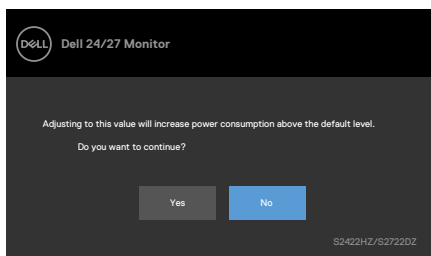 DELL Dell 24/27 Monitor
Adjusting to this value will increase power consumption above the default level.
Do you want to continue?
Yes No
S2422HZ/S2722DZ